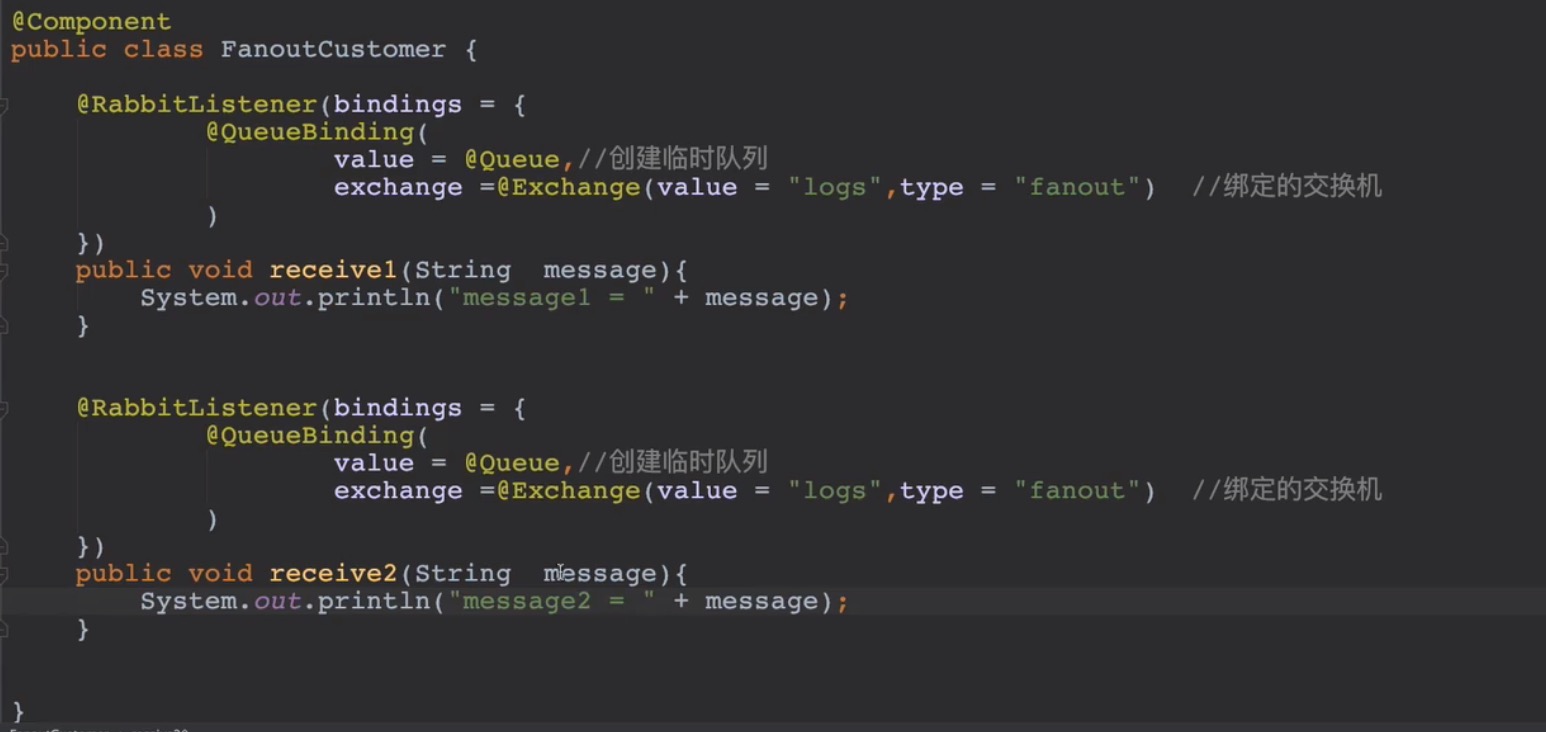 @Component
public class FanoutCustomer {
@RabbitListener(bindings = {
@QueueBinding(
value = @Queue,//创建临时队列
exchange =@Exchange(value = "logs",type = "fanout")  //绑定的交换机
)
})
public void receive1(String  message){
System.out.println("message1 = " + message);
}
@RabbitListener(bindings = {
@QueueBinding(
value = @Queue,//创建临时队列
exchange =@Exchange(value = "logs",type = "fanout")  //绑定的交换机
)
})
public void receive2(String  message){
System.out.println("message2 = " + message);
}
}